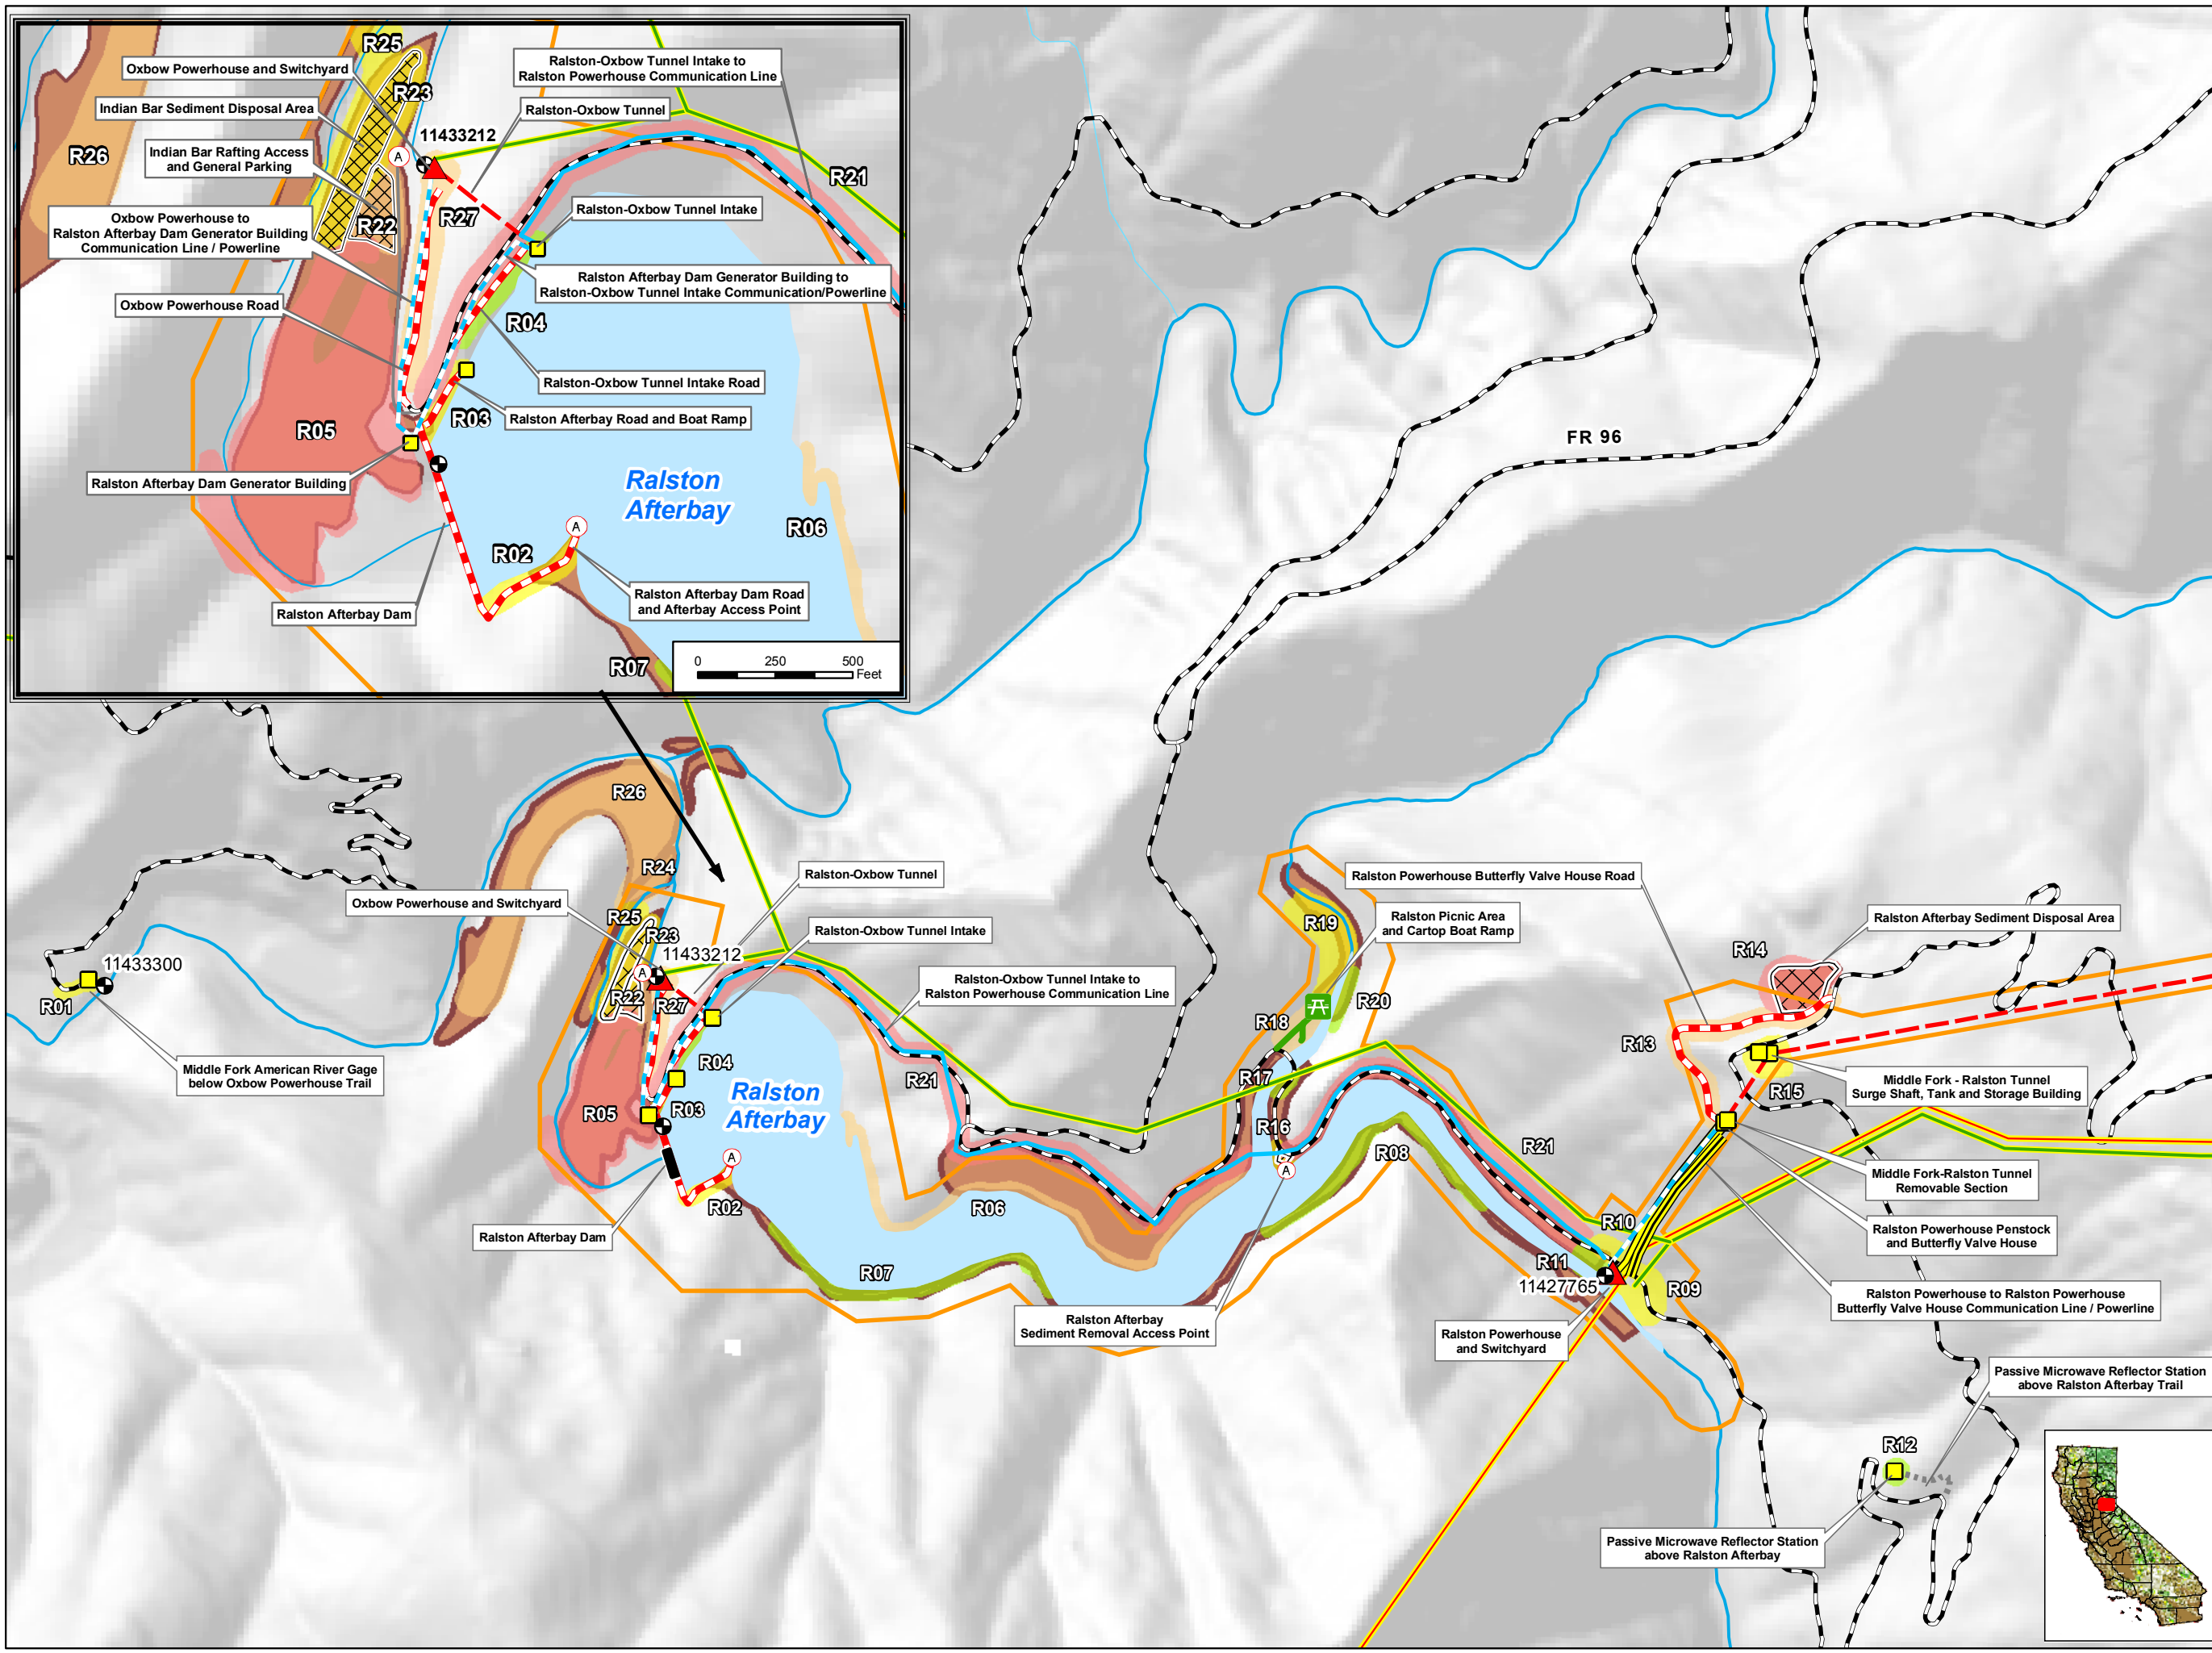 R25
Oxbow Powerhouse and Switchyard
Ralston-Oxbow Tunnel Intake to
Ralston Powerhouse Communication Line
R23
Indian Bar Sediment Disposal Area
Ralston-Oxbow Tunnel
11433212
R26
Indian Bar Rafting Access
and General Parking
A
R21
Oxbow Powerhouse to
Ralston Afterbay Dam Generator Building
Communication Line / Powerline
R22
R27
Ralston-Oxbow Tunnel Intake
Ralston Afterbay Dam Generator Building to
Ralston-Oxbow Tunnel Intake Communication/Powerline
Oxbow Powerhouse Road
R04
Ralston-Oxbow Tunnel Intake Road
R05
R03
Ralston Afterbay Road and Boat Ramp
Ralston Afterbay Dam Generator Building
Ralston
Afterbay
R06
A
R02
Ralston Afterbay Dam
Ralston Afterbay Dam Road
and Afterbay Access Point
R07
0 250 500
Feet
FR 96
R26
R24
Ralston-Oxbow Tunnel
Oxbow Powerhouse and Switchyard
R25
R23
Ralston-Oxbow Tunnel Intake
11433212
A
R22
R27
Ralston-Oxbow Tunnel Intake to
Ralston Powerhouse Communication Line
11433300
R01
Middle Fork American River Gage
below Oxbow Powerhouse Trail
R04
R21
R05
R03
Ralston
Afterbay
A
R02
Ralston Afterbay Dam
R06
R07
Ralston Powerhouse Butterfly Valve House Road
Ralston Picnic Area
and Cartop Boat Ramp
R19
R20
R18
R17
R16
A
R08
R21
Ralston Afterbay
Sediment Removal Access Point
Ralston Afterbay Sediment Disposal Area
R14
R13
R15
Middle Fork - Ralston Tunnel
Surge Shaft, Tank and Storage Building
Middle Fork-Ralston Tunnel
Removable Section
R10
Ralston Powerhouse Penstock
and Butterfly Valve House
R11
11427765
R09
Ralston Powerhouse to Ralston Powerhouse
Butterfly Valve House Communication Line / Powerline
Ralston Powerhouse
and Switchyard
Passive Microwave Reflector Station
above Ralston Afterbay Trail
R12
Passive Microwave Reflector Station
above Ralston Afterbay